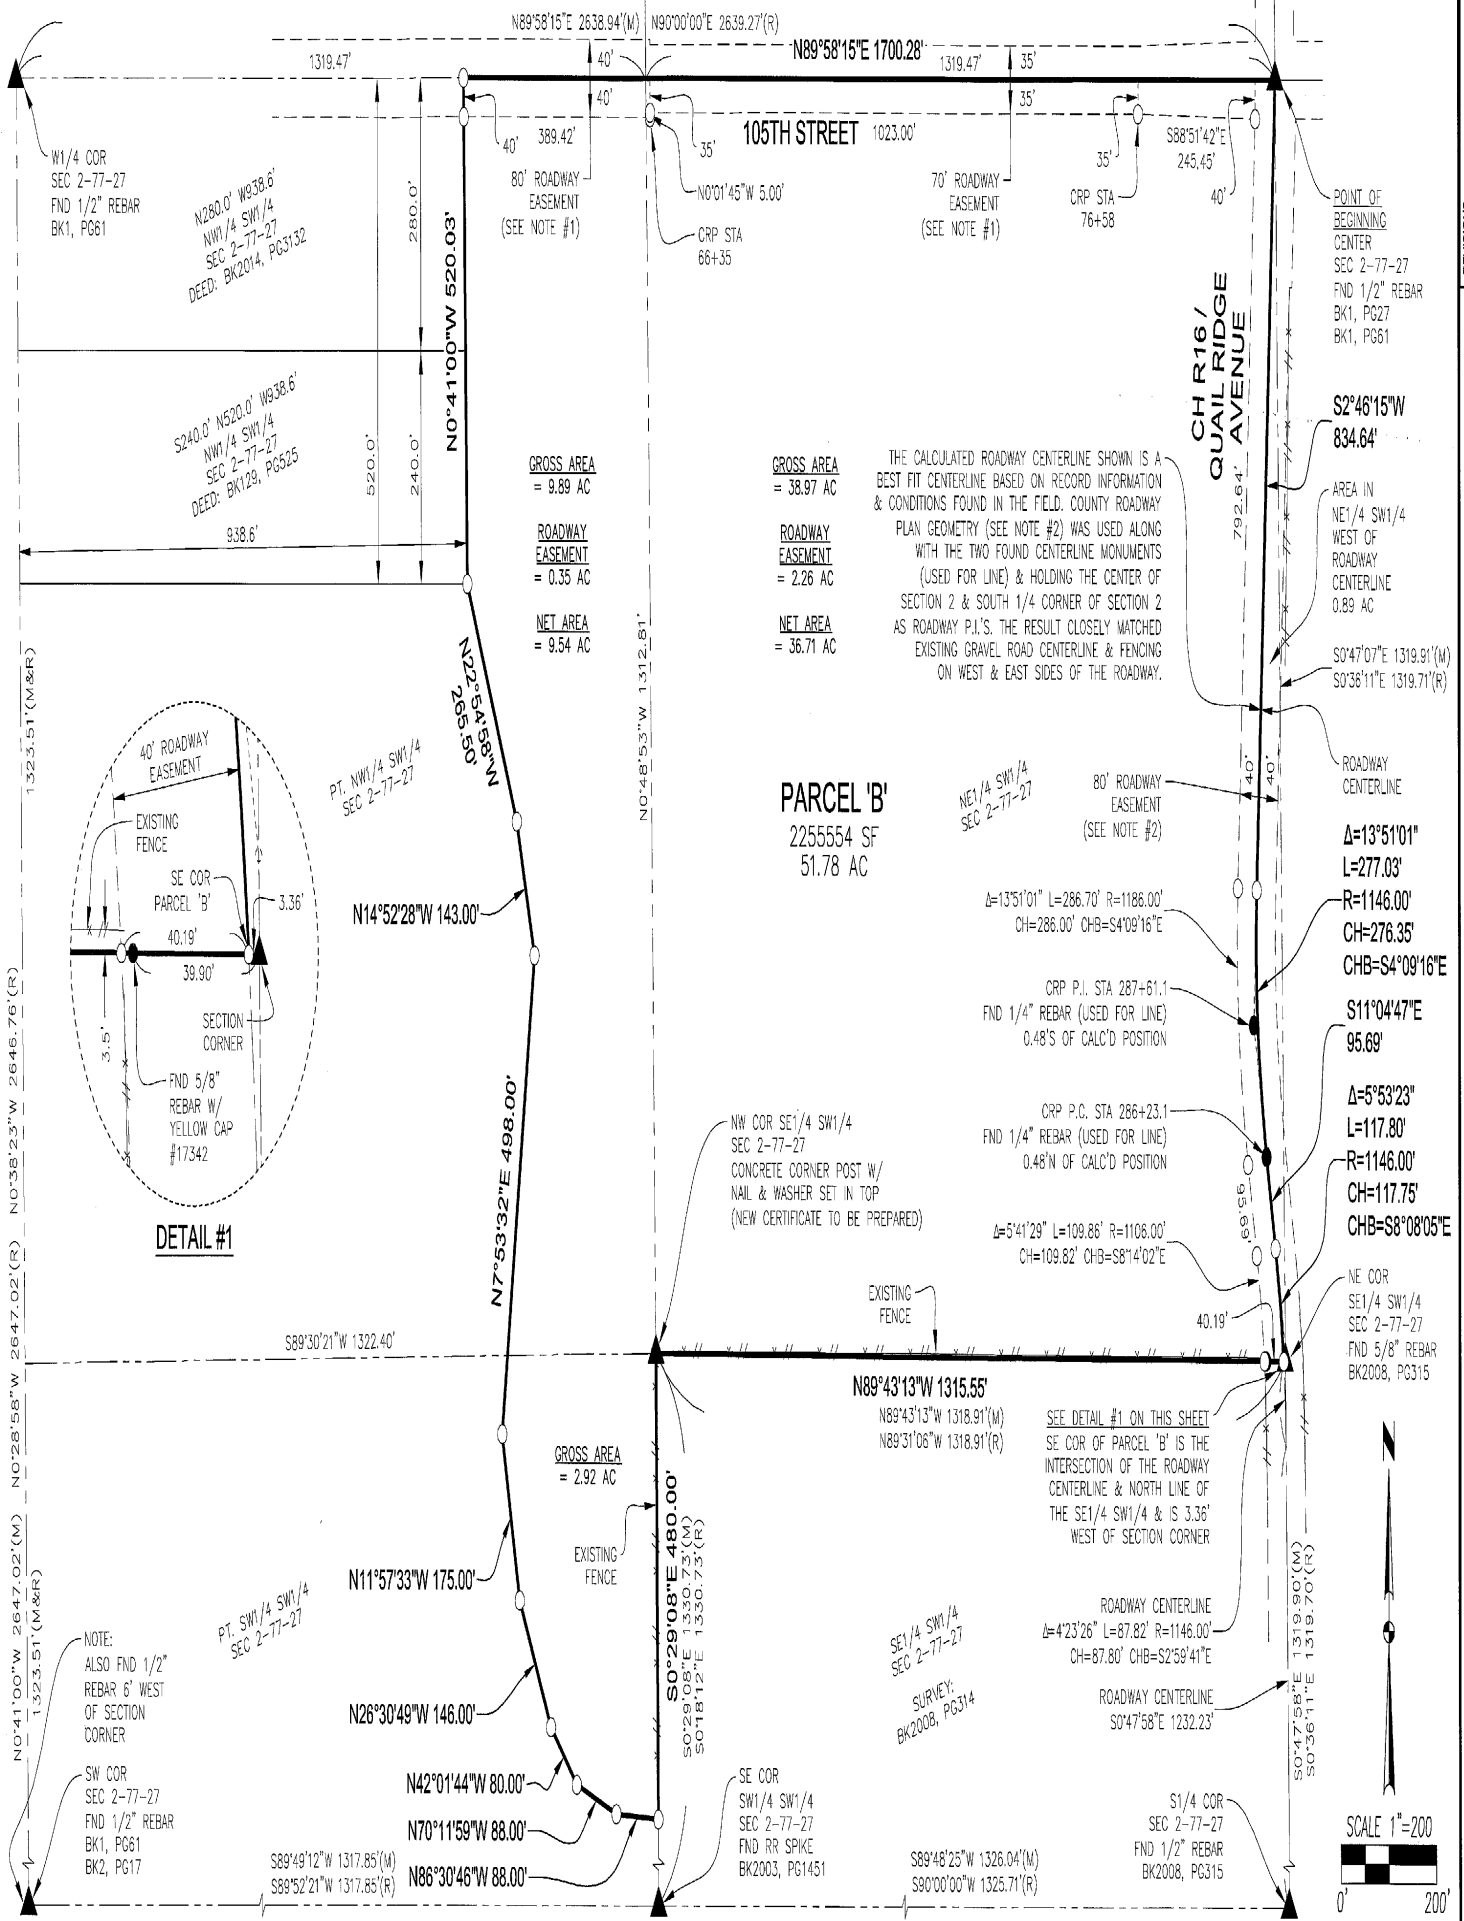 N89°58'15"E 2638.94'(M)
N90°00'00"E 2639.27'(R)
N89°58'15"E 1700.28'
1319.47'
40'
1319.47'
35'
40'
35'
105TH STREET
1023.00'
389.42'
40'
35'
35'
S88°51'42"E
245.45'
40'
W1/4 COR
SEC 2-77-27
FND 1/2" REBAR
BK1, PG61
N280.0' W938.6'
NW1/4 SW1/4
SEC 2-77-27
DEED: BK2014, PG3132
280.0'
N0°41'00"W 520.03'
80' ROADWAY
EASEMENT
(SEE NOTE #1)
N0°01'45"W 5.00'
CRP STA
66+35
70' ROADWAY
EASEMENT
(SEE NOTE #1)
CRP STA
76+58
POINT OF
BEGINNING
CENTER
SEC 2-77-27
FND 1/2" REBAR
BK1, PG27
BK1, PG61
CH R16 /
QUAIL RIDGE
AVENUE
S2°46'15"W
834.64'
S240.0' N520.0' W938.6'
NW1/4 SW1/4
SEC 2-77-27
DEED: BK129, PG525
520.0'
240.0'
938.6'
GROSS AREA
= 9.89 AC
ROADWAY
EASEMENT
= 0.35 AC
NET AREA
= 9.54 AC
GROSS AREA
= 38.97 AC
ROADWAY
EASEMENT
= 2.26 AC
NET AREA
= 36.71 AC
THE CALCULATED ROADWAY CENTERLINE SHOWN IS A
BEST FIT CENTERLINE BASED ON RECORD INFORMATION
& CONDITIONS FOUND IN THE FIELD. COUNTY ROADWAY
PLAN GEOMETRY (SEE NOTE #2) WAS USED ALONG
WITH THE TWO FOUND CENTERLINE MONUMENTS
(USED FOR LINE) & HOLDING THE CENTER OF
SECTION 2 & SOUTH 1/4 CORNER OF SECTION 2
AS ROADWAY P.I.'S. THE RESULT CLOSELY MATCHED
EXISTING GRAVEL ROAD CENTERLINE & FENCING
ON WEST & EAST SIDES OF THE ROADWAY.
792.64'
AREA IN
NE1/4 SW1/4
WEST OF
ROADWAY
CENTERLINE
0.89 AC
S0°47'07"E 1319.91'(M)
S0°36'11"E 1319.71'(R)
1323.51'(M&R)
N22°54'58"W
265.50'
N0°48'53"W 1312.81'
40' ROADWAY
EASEMENT
EXISTING
FENCE
SE COR
PARCEL 'B'
3.36'
40.19'
39.90'
3.5'
SECTION
CORNER
FND 5/8"
REBAR W/
YELLOW CAP
#17342
DETAIL #1
PT. NW1/4 SW1/4
SEC 2-77-27
PARCEL 'B'
2255554 SF
51.78 AC
NE1/4 SW1/4
SEC 2-77-27
80' ROADWAY
EASEMENT
(SEE NOTE #2)
40'
40'
ROADWAY
CENTERLINE
Δ=13°51'01"
L=277.03'
R=1146.00'
CH=276.35'
CHB=S4°09'16"E
N14°52'28"W 143.00'
Δ=13°51'01" L=286.70' R=1186.00'
CH=286.00' CHB=S4°09'16"E
CRP P.I. STA 287+61.1
FND 1/4" REBAR (USED FOR LINE)
0.48'S OF CALC'D POSITION
S11°04'47"E
95.69'
CRP P.C. STA 286+23.1
FND 1/4" REBAR (USED FOR LINE)
0.48'N OF CALC'D POSITION
95.69'
Δ=5°53'23"
L=117.80'
R=1146.00'
CH=117.75'
CHB=S8°08'05"E
N7°53'32"E 498.00'
NW COR SE1/4 SW1/4
SEC 2-77-27
CONCRETE CORNER POST W/
NAIL & WASHER SET IN TOP
(NEW CERTIFICATE TO BE PREPARED)
Δ=5°41'29" L=109.86' R=1106.00'
CH=109.82' CHB=S8°14'02"E
EXISTING
FENCE
40.19'
NE COR
SE1/4 SW1/4
SEC 2-77-27
FND 5/8" REBAR
BK2008, PG315
N0°38'23"W 2646.76'(R)
N0°28'58"W 2647.02'(R)
N0°41'00"W 2647.02'(M)
S89°30'21"W 1322.40'
N89°43'13"W 1315.55'
N89°43'13"W 1318.91'(M)
N89°31'06"W 1318.91'(R)
SEE DETAIL #1 ON THIS SHEET
SE COR OF PARCEL 'B' IS THE
INTERSECTION OF THE ROADWAY
CENTERLINE & NORTH LINE OF
THE SE1/4 SW1/4 & IS 3.36'
WEST OF SECTION CORNER
GROSS AREA
= 2.92 AC
EXISTING
FENCE
S0°29'08"E 480.00'
S0°29'08"E 1330.73'(M)
S0°18'12"E 1330.73'(R)
N11°57'33"W 175.00'
N26°30'49"W 146.00'
N42°01'44"W 80.00'
N70°11'59"W 88.00'
N86°30'46"W 88.00'
PT. SW1/4 SW1/4
SEC 2-77-27
1323.51'(M&R)
NOTE:
ALSO FND 1/2"
REBAR 6' WEST
OF SECTION
CORNER
SW COR
SEC 2-77-27
FND 1/2" REBAR
BK1, PG61
BK2, PG17
S89°49'12"W 1317.85'(M)
S89°52'21"W 1317.85'(R)
SE COR
SW1/4 SW1/4
SEC 2-77-27
FND RR SPIKE
BK2003, PG1451
SE1/4 SW1/4
SEC 2-77-27
SURVEY:
BK2008, PG314
ROADWAY CENTERLINE
Δ=4°23'26" L=87.82' R=1146.00'
CH=87.80' CHB=S2°59'41"E
ROADWAY CENTERLINE
S0°47'58"E 1232.23'
S0°47'58"E 1319.90'(M)
S0°36'11"E 1319.70'(R)
S89°48'25"W 1326.04'(M)
S90°00'00"W 1325.71'(R)
S1/4 COR
SEC 2-77-27
FND 1/2" REBAR
BK2008, PG315
N
SCALE 1"=200
0'
200'